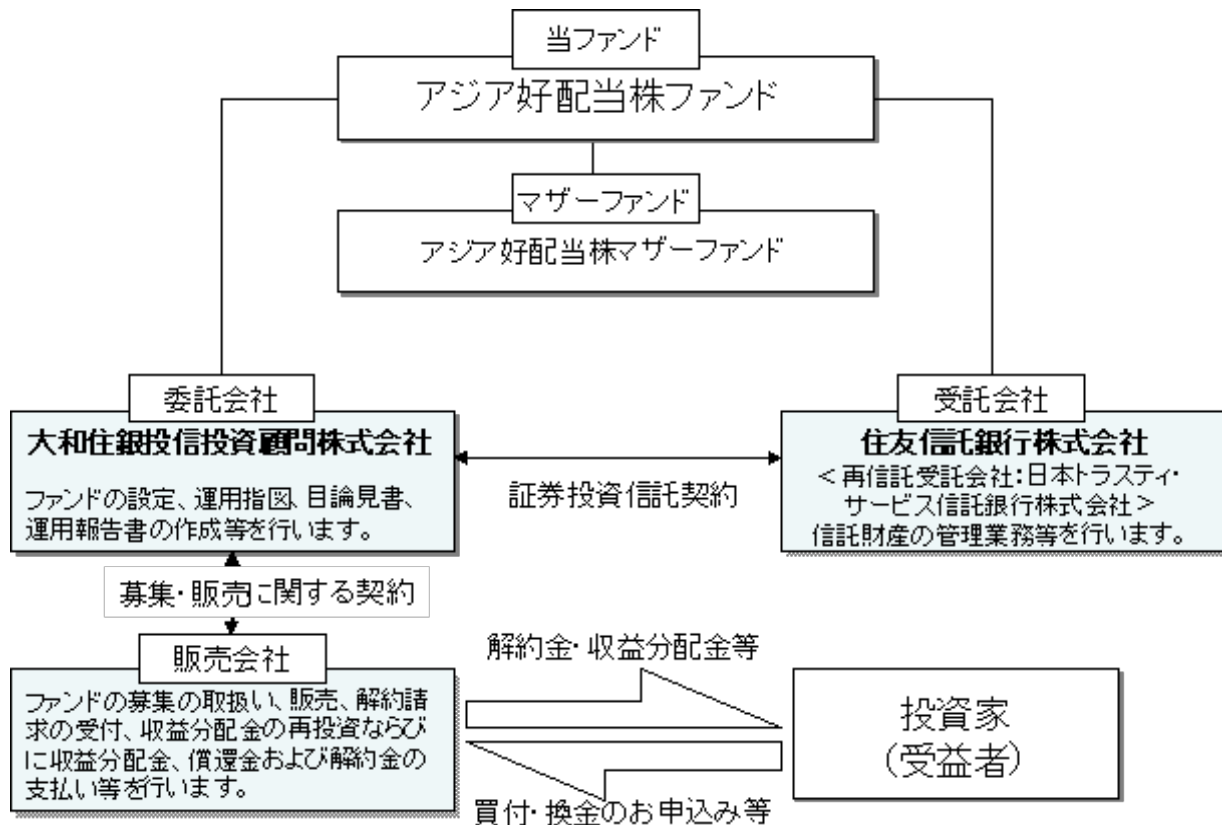 当ファンド
アジア好配当株ファンド
マザーファンド
アジア好配当株マザーファンド
委託会社
大和住銀投信投資顧問株式会社
ファンドの設定、運用指図、目論見書、
運用報告書の作成等を行います。
証券投資信託契約
受託会社
住友信託銀行株式会社
<再信託受託会社:日本トラスティ・
サービス信託銀行株式会社>
信託財産の管理業務等を行います。
募集・販売に関する契約
販売会社
ファンドの募集の取扱い、販売、解約請
求の受付、収益分配金の再投資ならび
に収益分配金、償還金および解約金の
支払い等を行います。
解約金・収益分配金等
買付・換金のお申込み等
投資家
(受益者)